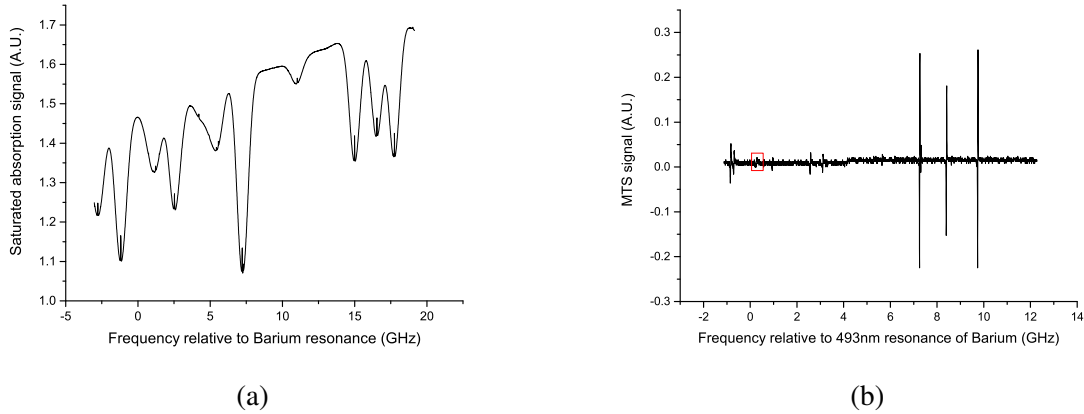 1.7
1.6
1.5
1.4
1.3
1.2
1.1
1.0
Saturated absorption signal (A.U.)
-5 0 5 10 15 20
Frequency relative to Barium resonance (GHz)
(a)
0.3
0.2
0.1
0.0
-0.1
-0.2
-0.3
MTS signal (A.U.)
-2 0 2 4 6 8 10 12 14
Frequency relative to 493nm resonance of Barium (GHz)
(b)